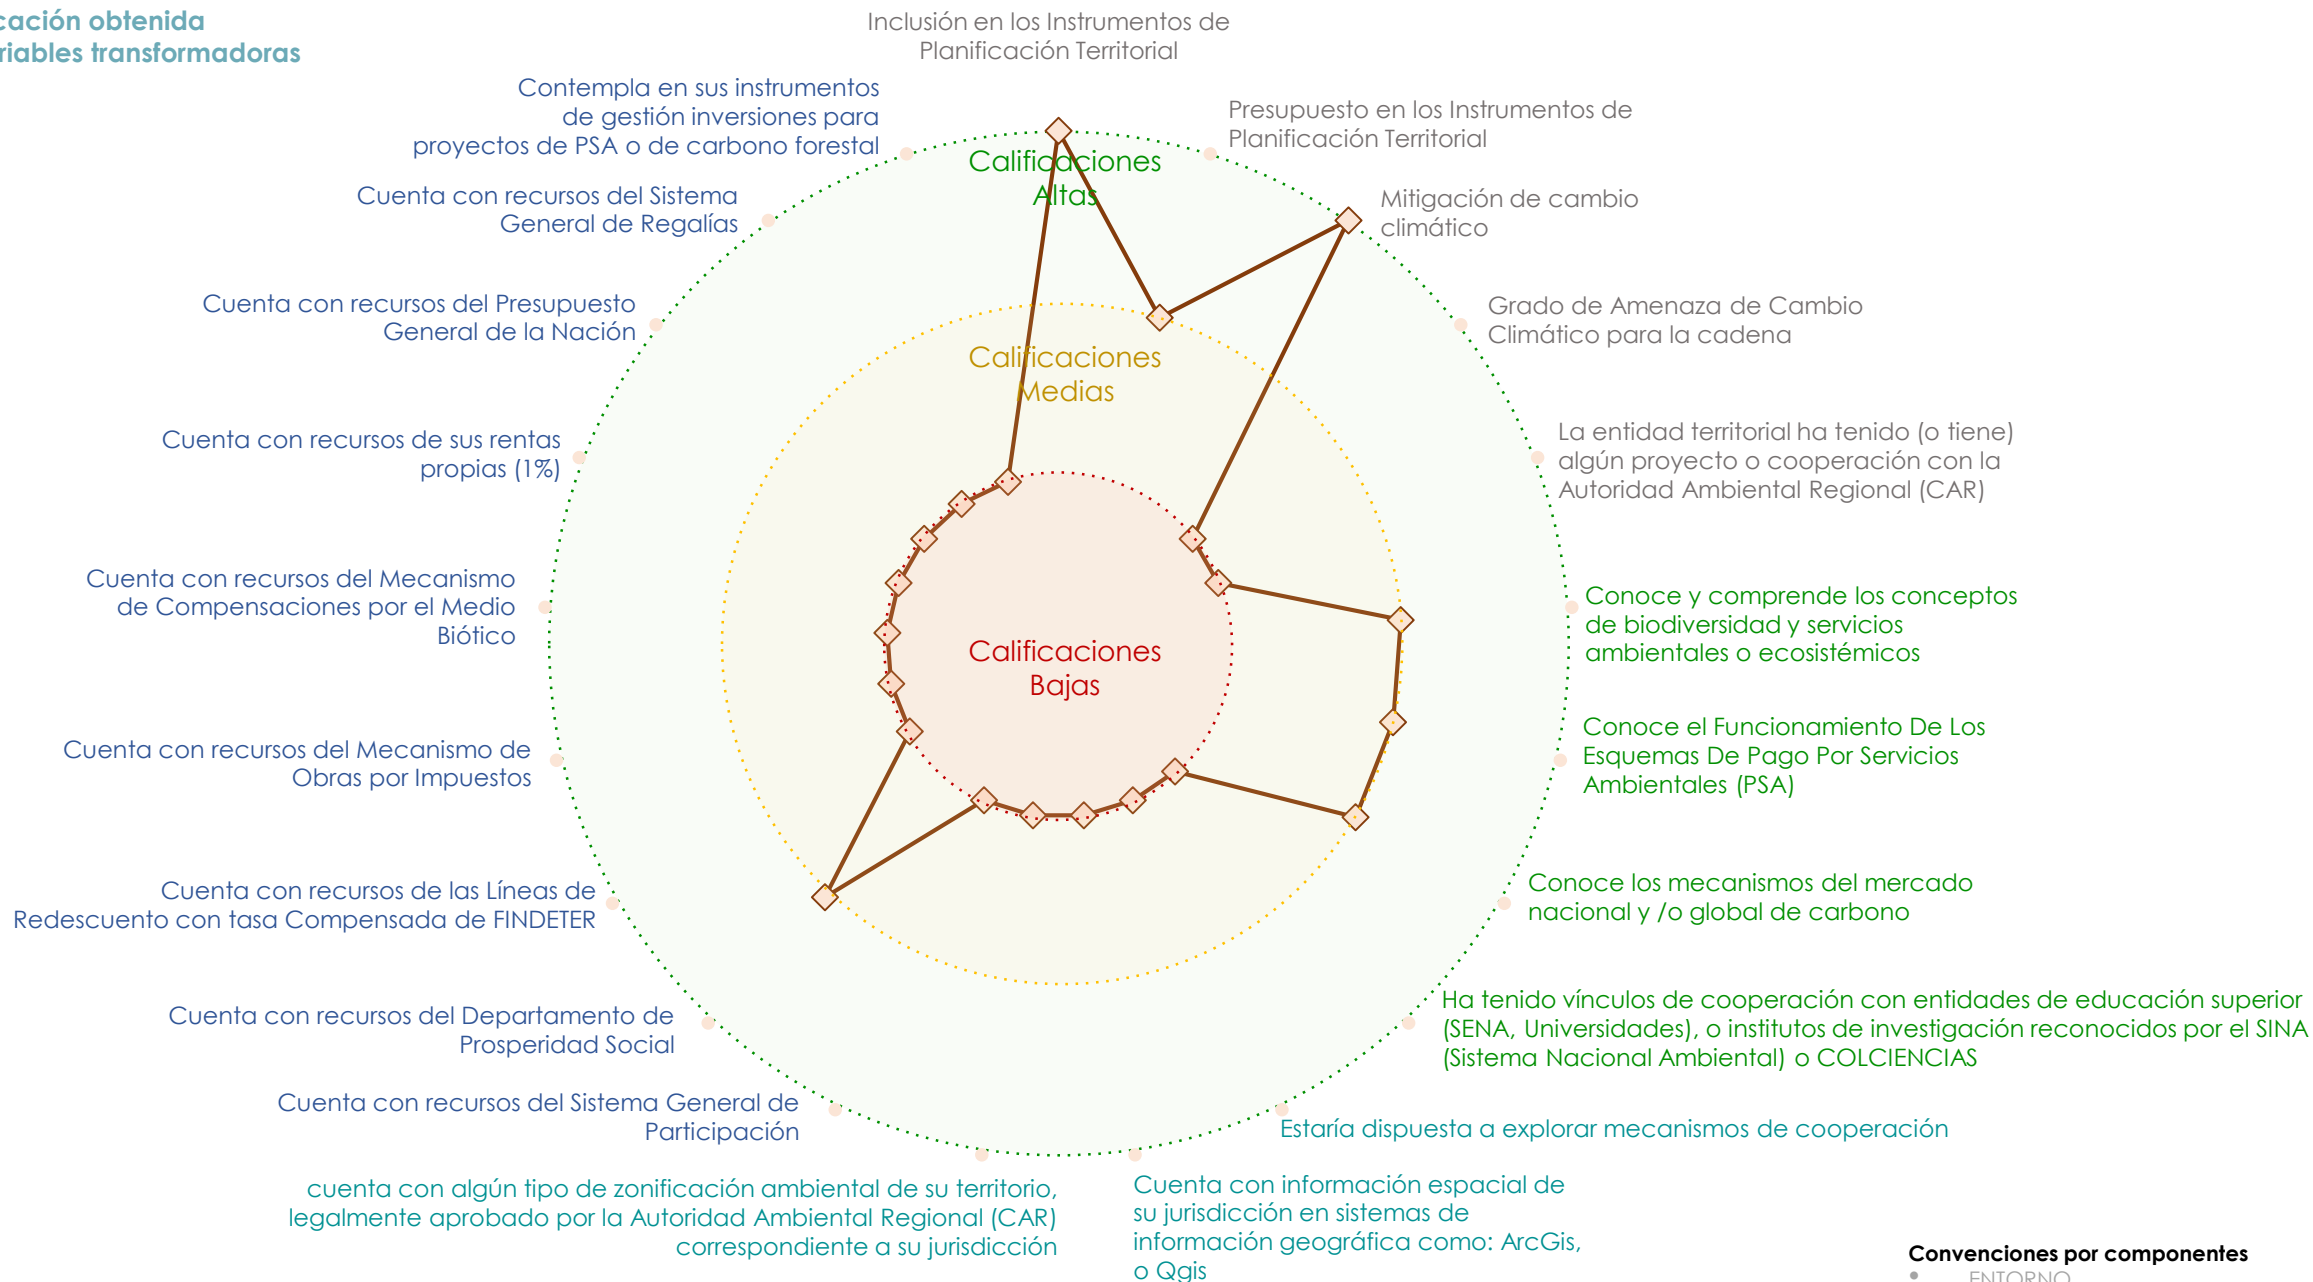 cación obtenida
riables transformadoras
Inclusión en los Instrumentos de
Planificación Territorial
Presupuesto en los Instrumentos de
Planificación Territorial
Mitigación de cambio
climático
Grado de Amenaza de Cambio
Climático para la cadena
La entidad territorial ha tenido (o tiene)
algún proyecto o cooperación con la
Autoridad Ambiental Regional (CAR)
Conoce y comprende los conceptos
de biodiversidad y servicios
ambientales o ecosistémicos
Conoce el Funcionamiento De Los
Esquemas De Pago Por Servicios
Ambientales (PSA)
Conoce los mecanismos del mercado
nacional y /o global de carbono
Ha tenido vínculos de cooperación con entidades de educación superior
(SENA, Universidades), o institutos de investigación reconocidos por el SINA
(Sistema Nacional Ambiental) o COLCIENCIAS
Estaría dispuesta a explorar mecanismos de cooperación
Cuenta con información espacial de
su jurisdicción en sistemas de
información geográfica como: ArcGis,
o Qgis
cuenta con algún tipo de zonificación ambiental de su territorio,
legalmente aprobado por la Autoridad Ambiental Regional (CAR)
correspondiente a su jurisdicción
Cuenta con recursos del Sistema General de
Participación
Cuenta con recursos del Departamento de
Prosperidad Social
Cuenta con recursos de las Líneas de
Redescuento con tasa Compensada de FINDETER
Cuenta con recursos del Mecanismo de
Obras por Impuestos
Cuenta con recursos del Mecanismo
de Compensaciones por el Medio
Biótico
Cuenta con recursos de sus rentas
propias (1%)
Cuenta con recursos del Presupuesto
General de la Nación
Cuenta con recursos del Sistema
General de Regalías
Contempla en sus instrumentos
de gestión inversiones para
proyectos de PSA o de carbono forestal
Calificaciones
Altas
Calificaciones
Medias
Calificaciones
Bajas
Convenciones por componentes
• ENTORNO